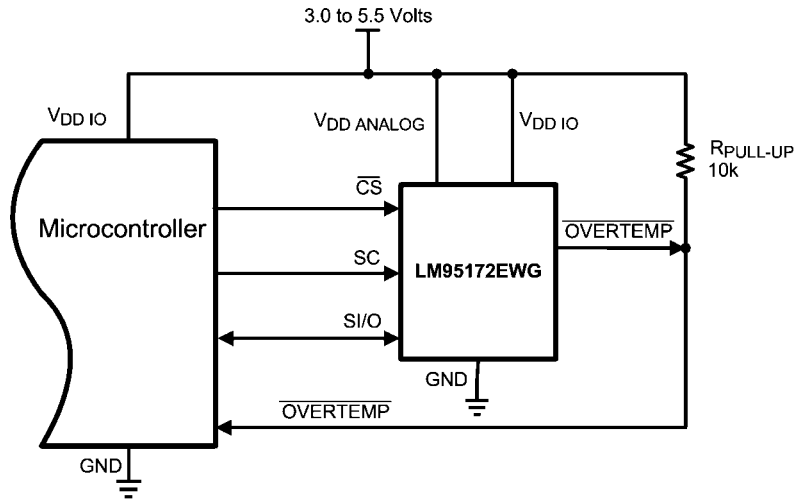 3.0 to 5.5 Volts
VDD IO
VDD ANALOG
VDD IO
RPULL-UP
10k
CS
OVERTEMP
Microcontroller
SC
LM95172EWG
SI/O
GND
OVERTEMP
GND